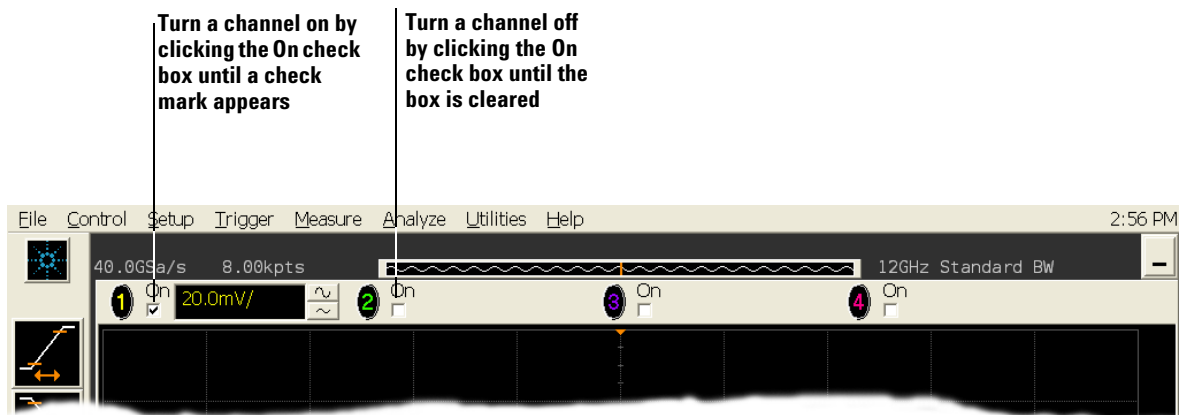 Turn a channel on by
clicking the On check
box until a check
mark appears
Turn a channel off
by clicking the On
check box until the
box is cleared
File Control Setup Trigger Measure Analyze Utilities Help 2:56 PM
40.0GSa/s 8.00kpts 12GHz Standard BW
1 On 20.0mV/ 2 On 3 On 4 On